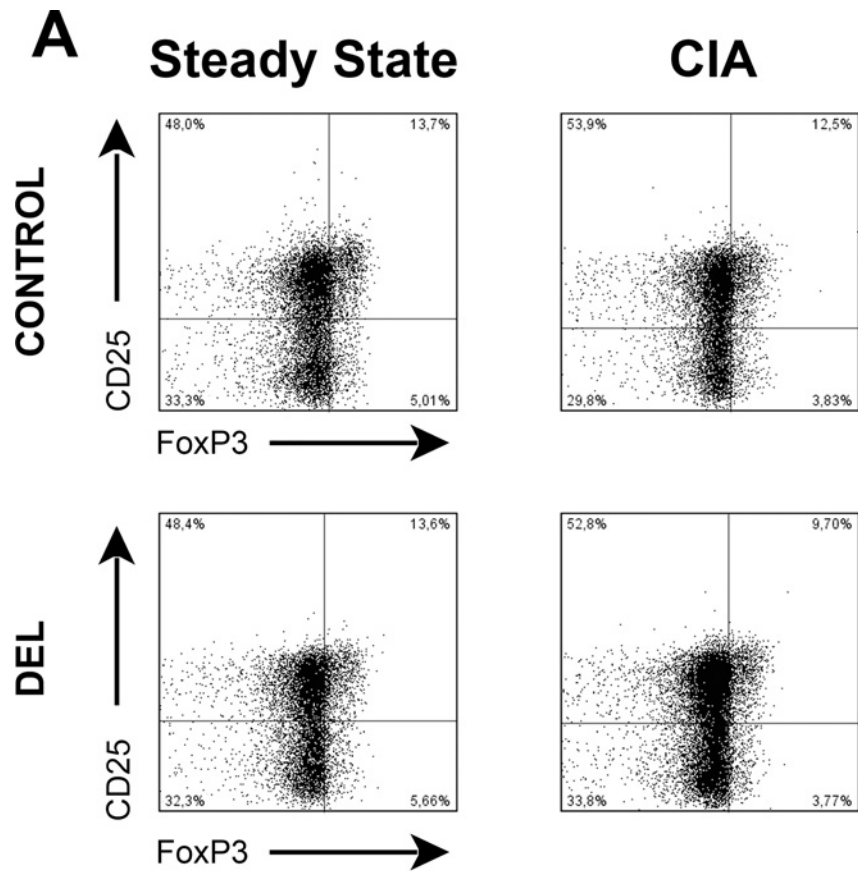 A
Steady State
CIA
CONTROL
48,0%
13,7%
33,3%
5,01%
CD25
FoxP3
53,9%
12,5%
29,8%
3,83%
DEL
48,4%
13,6%
32,3%
5,66%
CD25
FoxP3
52,8%
9,70%
33,8%
3,77%